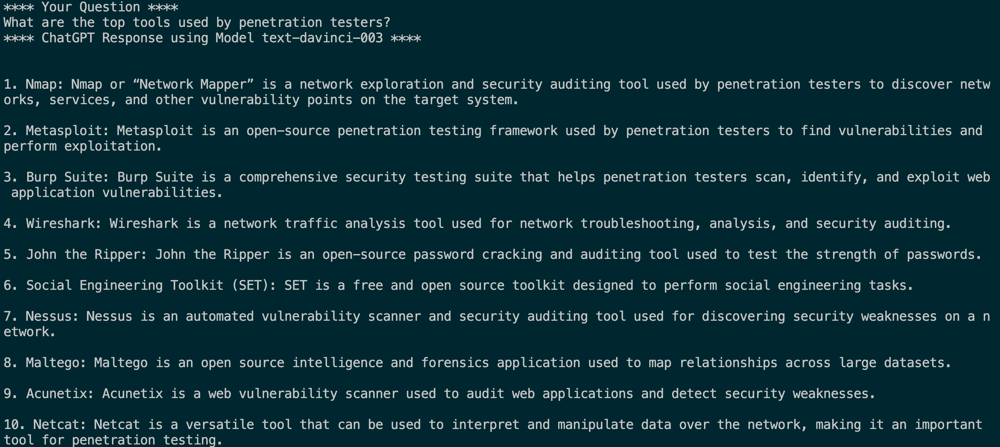 **** Your Question ****
What are the top tools used by penetration testers?
**** ChatGPT Response using Model text-davinci-003 ****
1. Nmap: Nmap or “Network Mapper” is a network exploration and security auditing tool used by penetration testers to discover netw
orks, services, and other vulnerability points on the target system.
2. Metasploit: Metasploit is an open-source penetration testing framework used by penetration testers to find vulnerabilities and
perform exploitation.
3. Burp Suite: Burp Suite is a comprehensive security testing suite that helps penetration testers scan, identify, and exploit web
 application vulnerabilities.
4. Wireshark: Wireshark is a network traffic analysis tool used for network troubleshooting, analysis, and security auditing.
5. John the Ripper: John the Ripper is an open-source password cracking and auditing tool used to test the strength of passwords.
6. Social Engineering Toolkit (SET): SET is a free and open source toolkit designed to perform social engineering tasks.
7. Nessus: Nessus is an automated vulnerability scanner and security auditing tool used for discovering security weaknesses on a n
etwork.
8. Maltego: Maltego is an open source intelligence and forensics application used to map relationships across large datasets.
9. Acunetix: Acunetix is a web vulnerability scanner used to audit web applications and detect security weaknesses.
10. Netcat: Netcat is a versatile tool that can be used to interpret and manipulate data over the network, making it an important
tool for penetration testing.